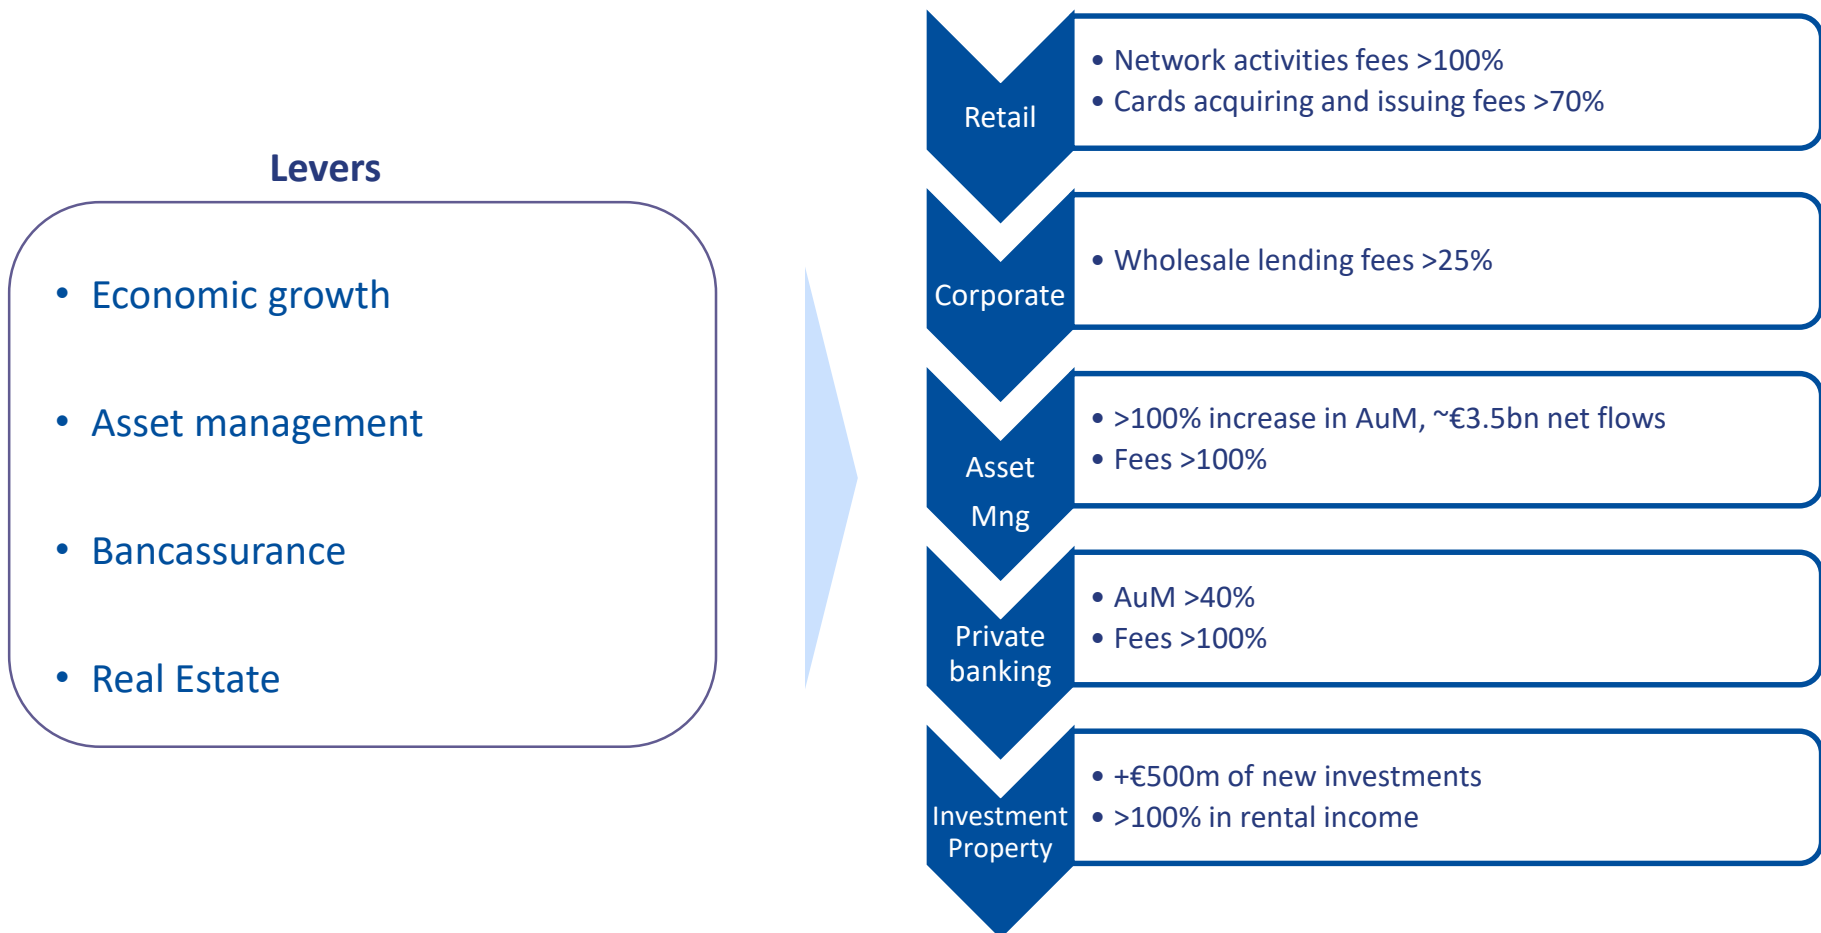 Levers
• Economic growth
• Asset management
• Bancassurance
• Real Estate
Retail
• Network activities fees >100%
• Cards acquiring and issuing fees >70%
Corporate
• Wholesale lending fees >25%
Asset
Mng
• >100% increase in AuM, ~€3.5bn net flows
• Fees >100%
Private
banking
• AuM >40%
• Fees >100%
Investment
Property
• +€500m of new investments
• >100% in rental income